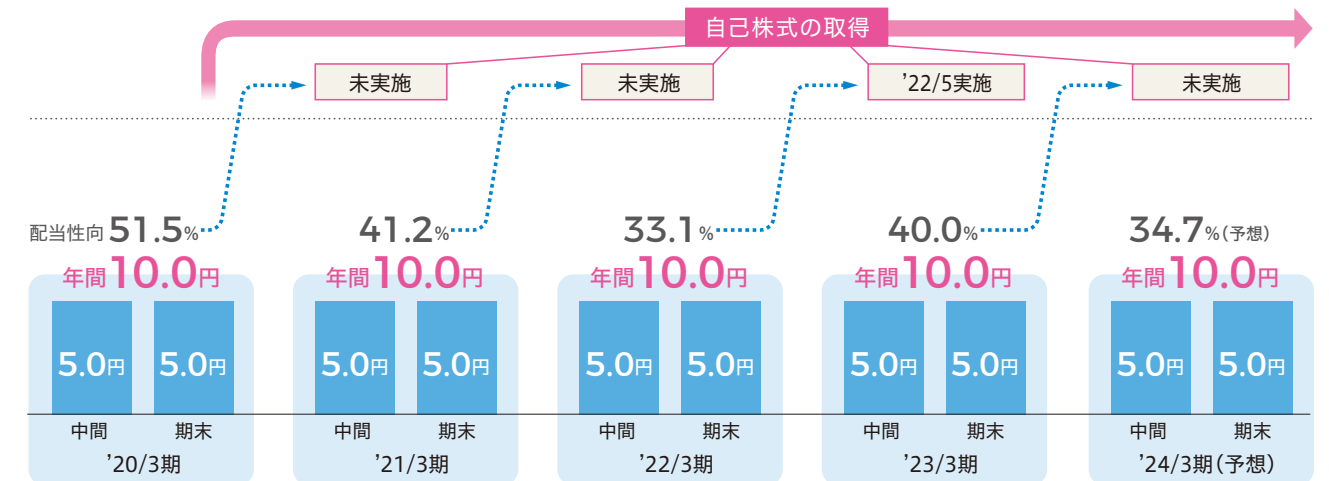 自己株式の取得
未実施 未実施 ’22/5実施 未実施
配当性向 51.5% 41.2% 33.1% 40.0% 34.7%(予想)
年間10.0円 年間10.0円 年間10.0円 年間10.0円 年間10.0円
5.0円 5.0円 5.0円 5.0円 5.0円 5.0円 5.0円 5.0円 5.0円 5.0円
中間 期末 中間 期末 中間 期末 中間 期末 中間 期末
’20/3期 ’21/3期 ’22/3期 ’23/3期 ’24/3期(予想)